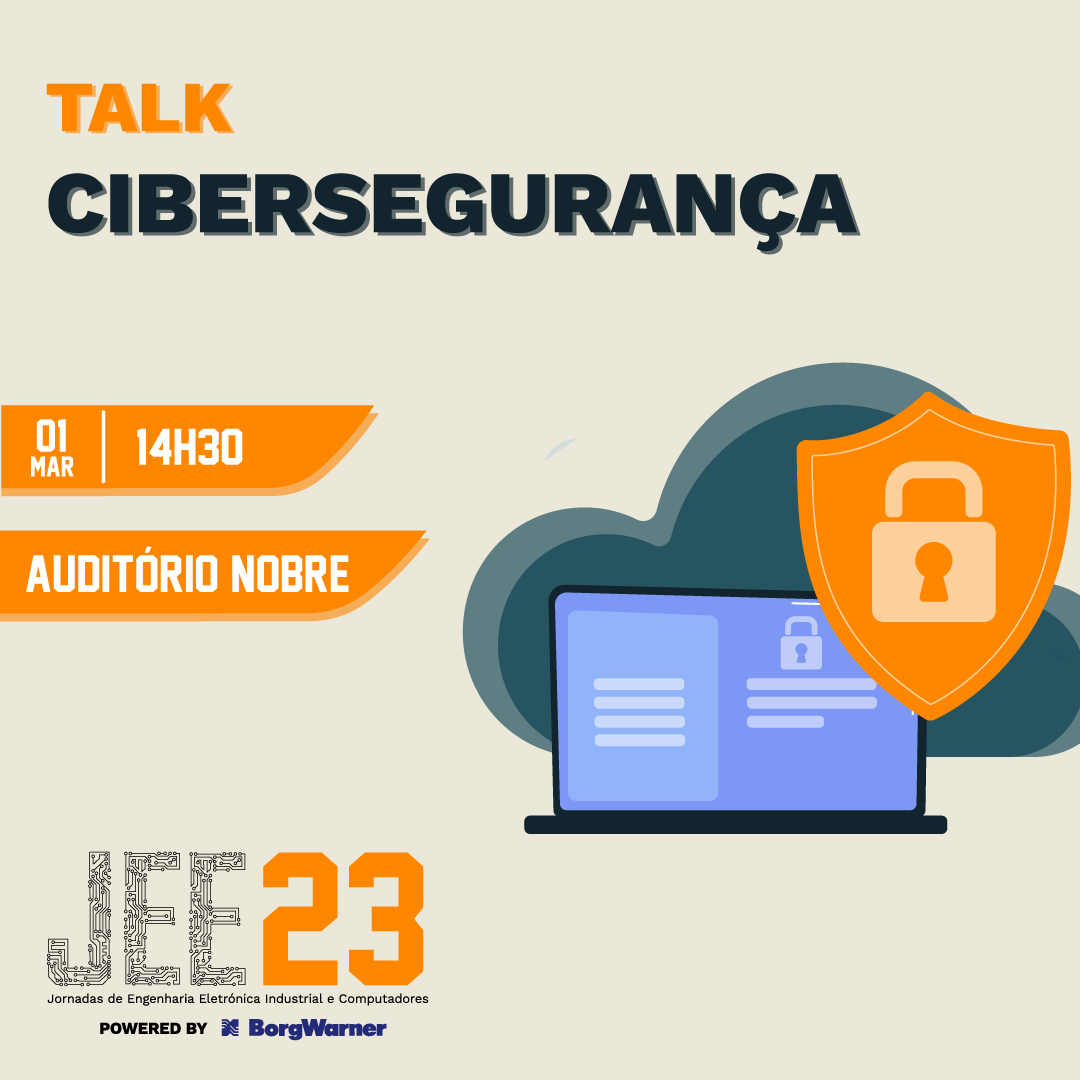 TALK
CIBERSEGURANÇA
01
MAR
14H30
AUDITÓRIO NOBRE
JEE23
Jornadas de Engenharia Eletrónica Industrial e Computadores
POWERED BY BorgWarner